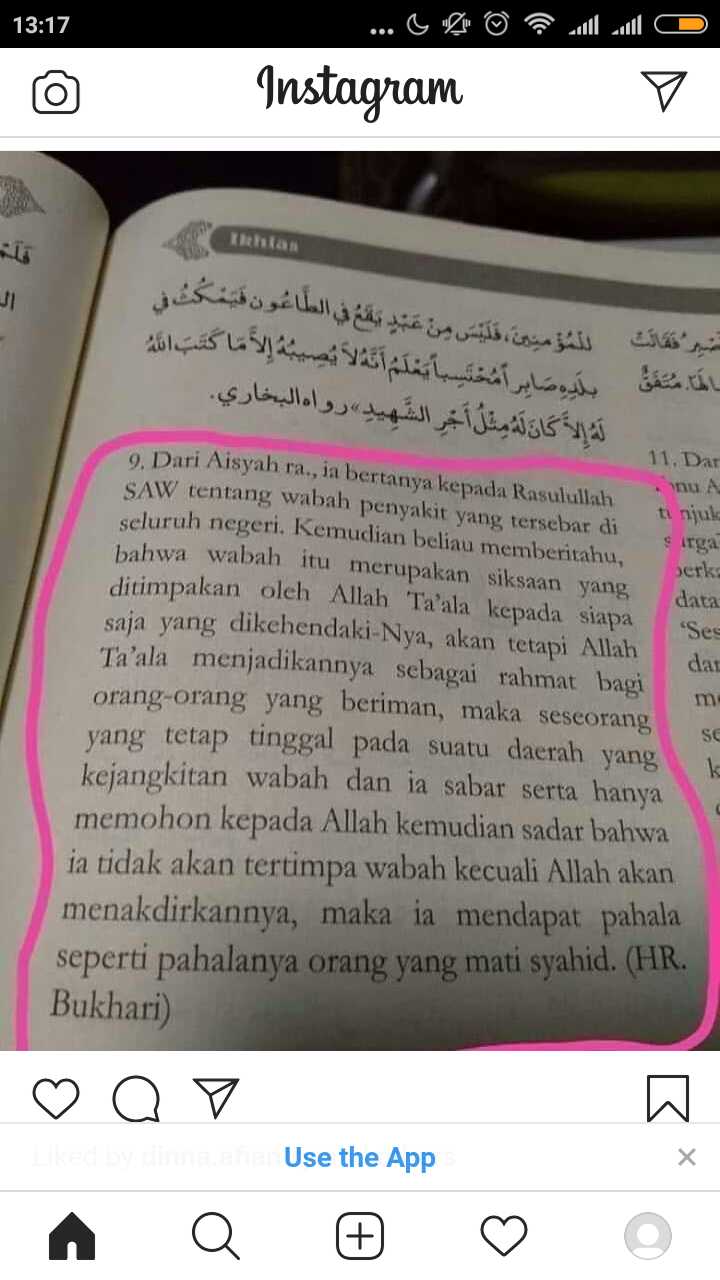 13:17
Instagram
Ikhlas
للْمُؤْمِنِينَ، فَلَيْسَ مِنْ عَبْدٍ يَقَعُ فِي الطَّاعُونِ فَيَمْكُثُ فِي
بِلَدِهِ صَابِراً مُحْتَسِباً يَعْلَمُ أَنَّهُ لاَ يُصِيبُهُ إِلاَّ مَا كَتَبَ اللهُ
لَهُ إِلاَّ كَانَ لَهُ مِثْلُ أَجْرِ الشَّهِيدِ» رواه البخاري.
9. Dari Aisyah ra., ia bertanya kepada Rasulullah
SAW tentang wabah penyakit yang tersebar di
seluruh negeri. Kemudian beliau memberitahu,
bahwa wabah itu merupakan siksaan yang
ditimpakan oleh Allah Ta'ala kepada siapa
saja yang dikehendaki-Nya, akan tetapi Allah
Ta'ala menjadikannya sebagai rahmat bagi
orang-orang yang beriman, maka seseorang
yang tetap tinggal pada suatu daerah yang
kejangkitan wabah dan ia sabar serta hanya
memohon kepada Allah kemudian sadar bahwa
ia tidak akan tertimpa wabah kecuali Allah akan
menakdirkannya, maka ia mendapat pahala
seperti pahalanya orang yang mati syahid. (HR.
Bukhari)
11. Dar
Liked by
Use the App